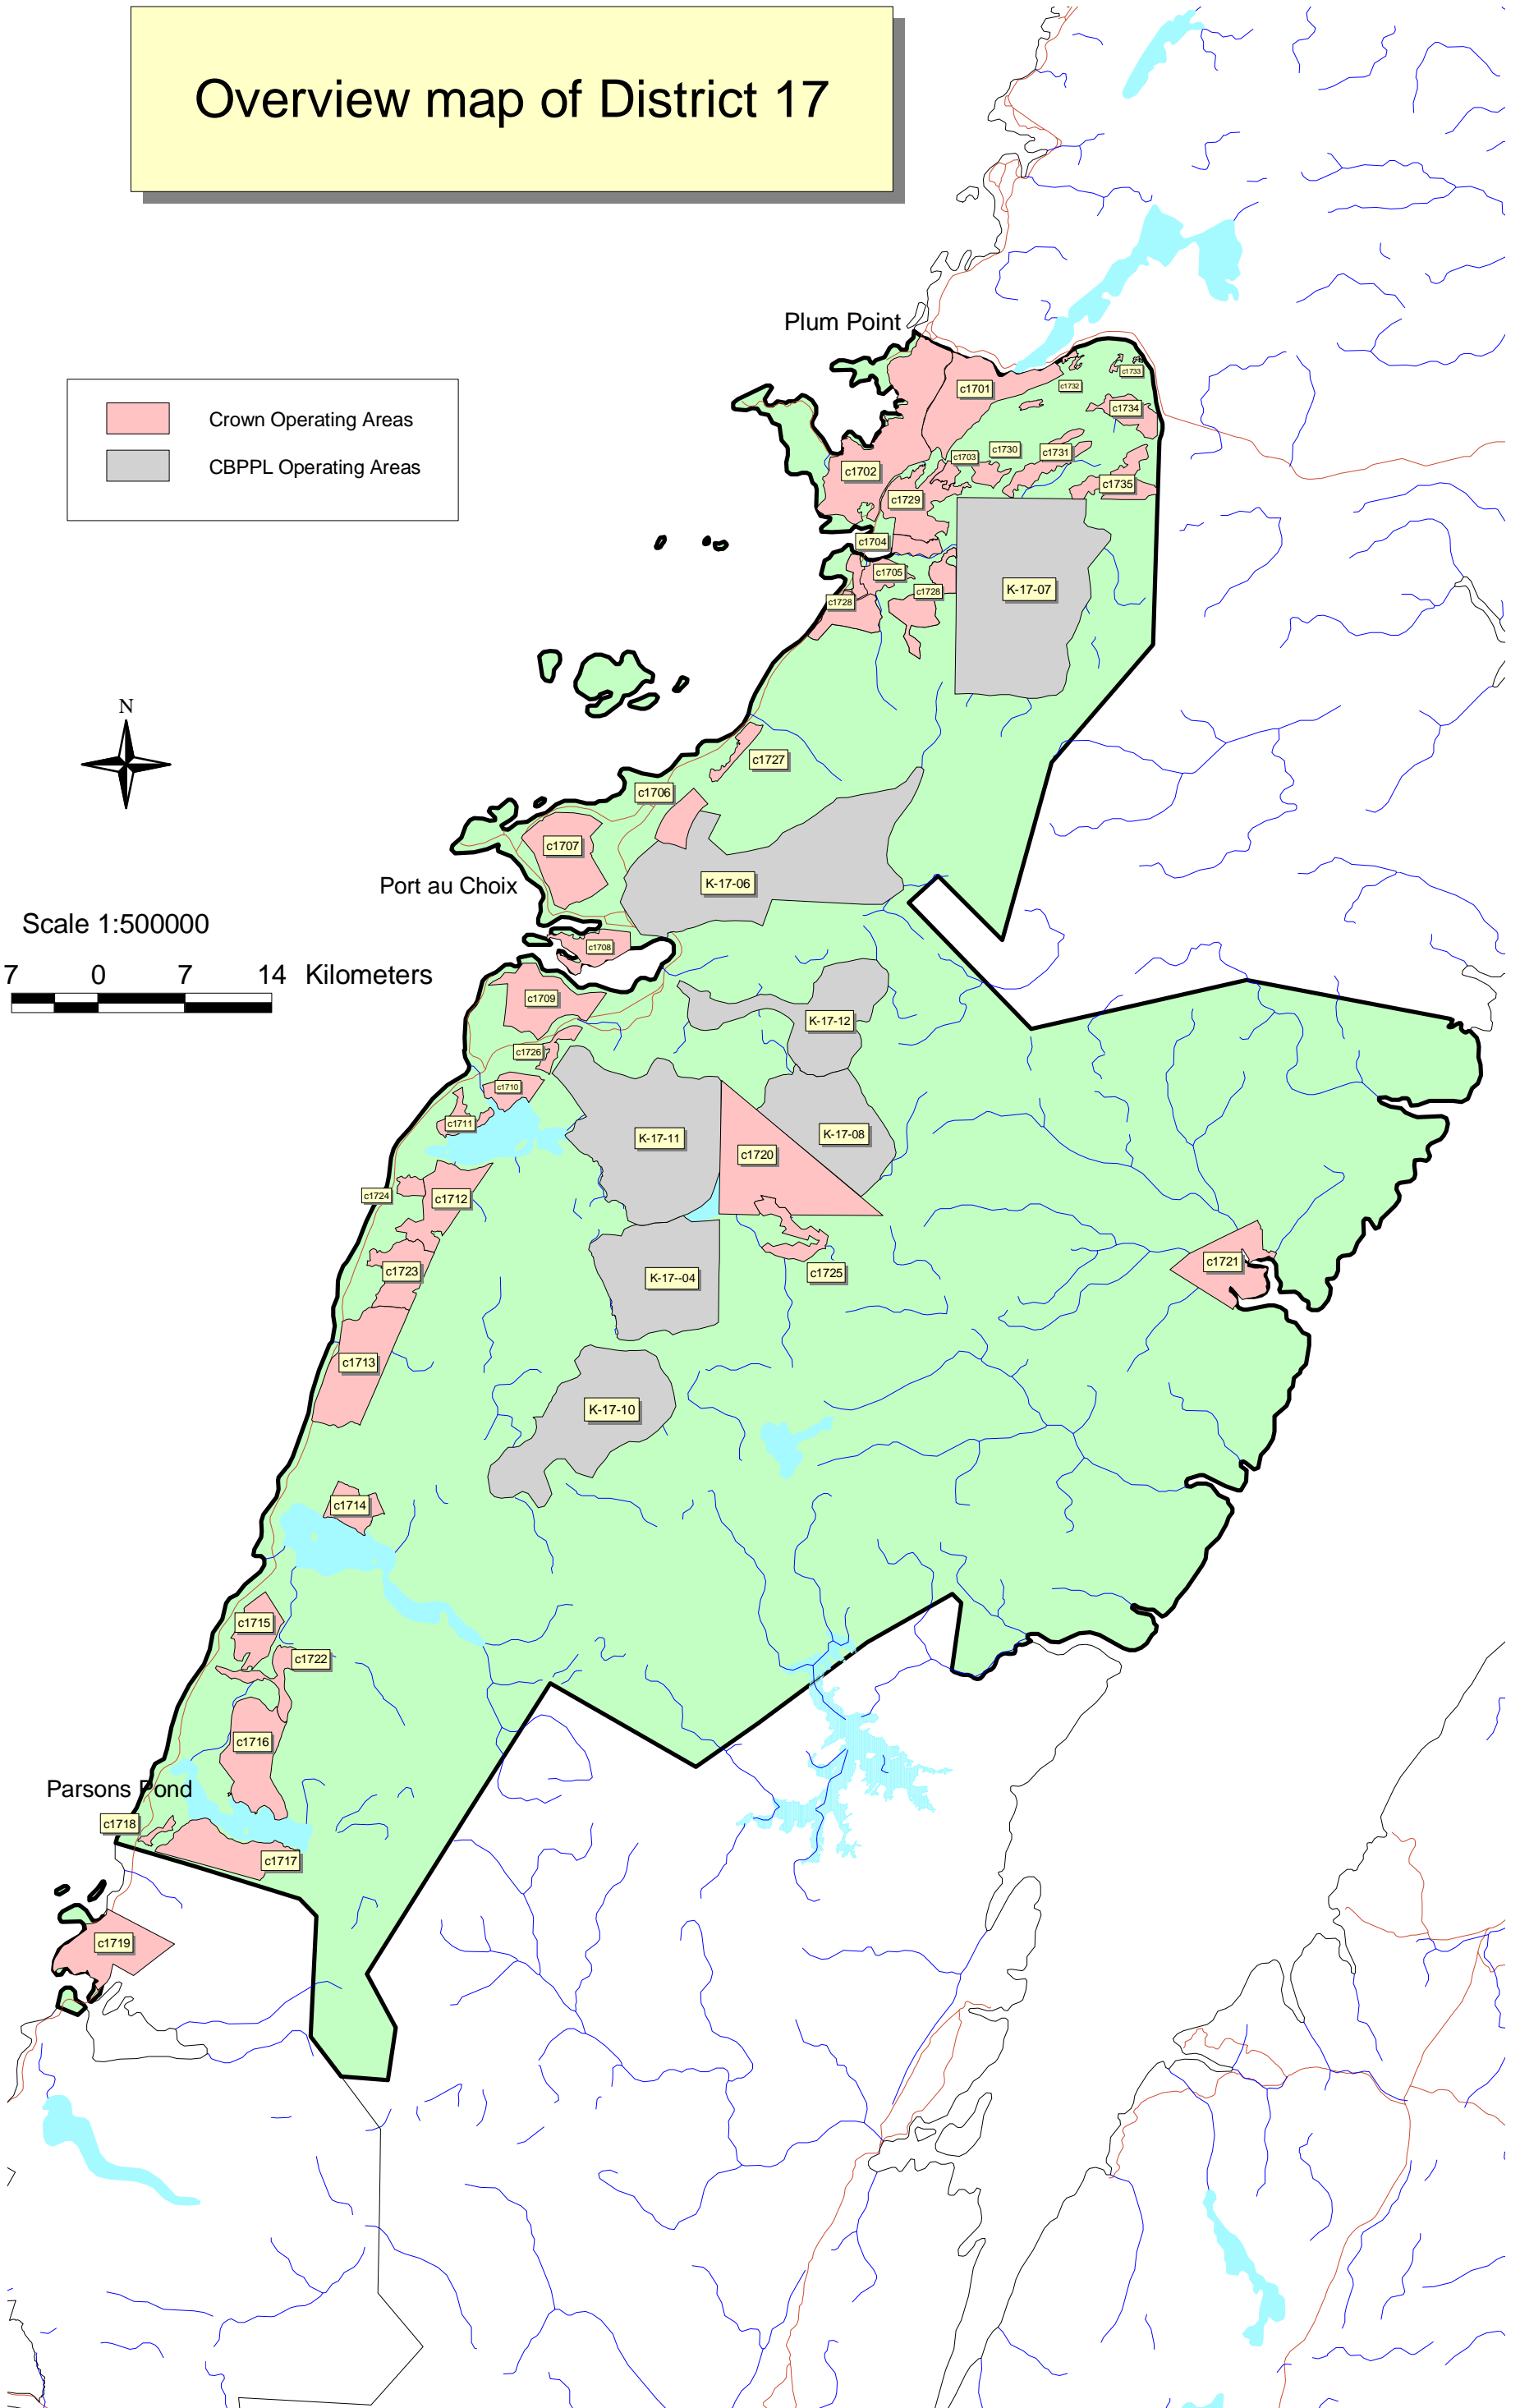 Overview map of District 17
Plum Point
Crown Operating Areas
CBPPL Operating Areas
c1701
c1732
c1733
c1734
c1702
c1703
c1730
c1731
c1735
c1729
c1704
c1705
c1728
c1728
K-17-07
N
c1727
c1706
c1707
Port au Choix
K-17-06
Scale 1:500000
7 0 7 14 Kilometers
c1708
c1709
K-17-12
c1726
c1710
c1711
K-17-11
K-17-08
c1720
c1724
c1712
c1723
K-17--04
c1725
c1721
c1713
K-17-10
c1714
c1715
c1722
c1716
Parsons Pond
c1718
c1717
c1719